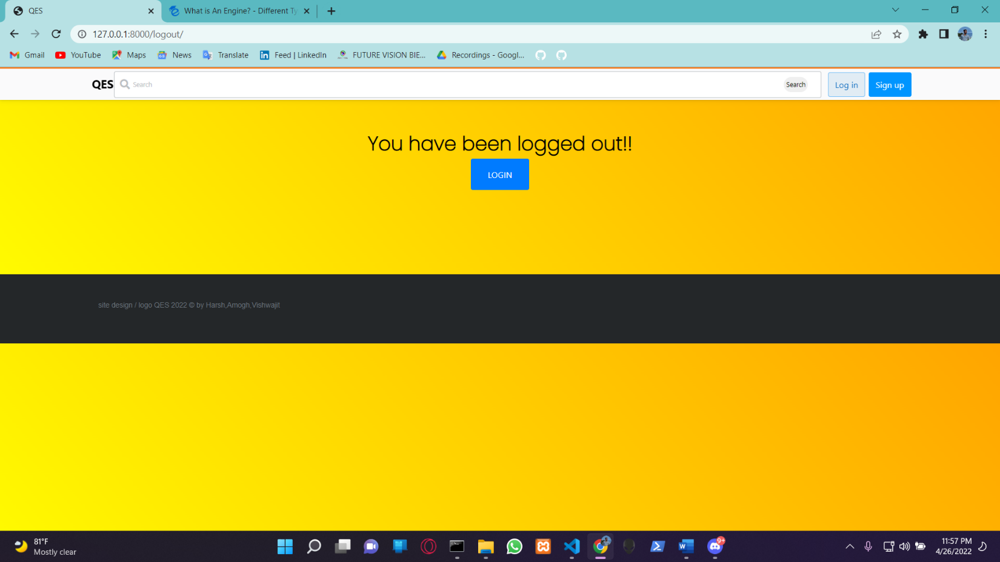 QES
What is An Engine? - Different Ty
127.0.0.1:8000/logout/
Gmail
YouTube
Maps
News
Translate
Feed | LinkedIn
FUTURE VISION BIE...
Recordings - Googl...
QES
Search
Search
Log in
Sign up
You have been logged out!!
LOGIN
site design / logo QES 2022 © by Harsh,Amogh,Vishwajit
81°F
Mostly clear
9+
11:57 PM
4/26/2022